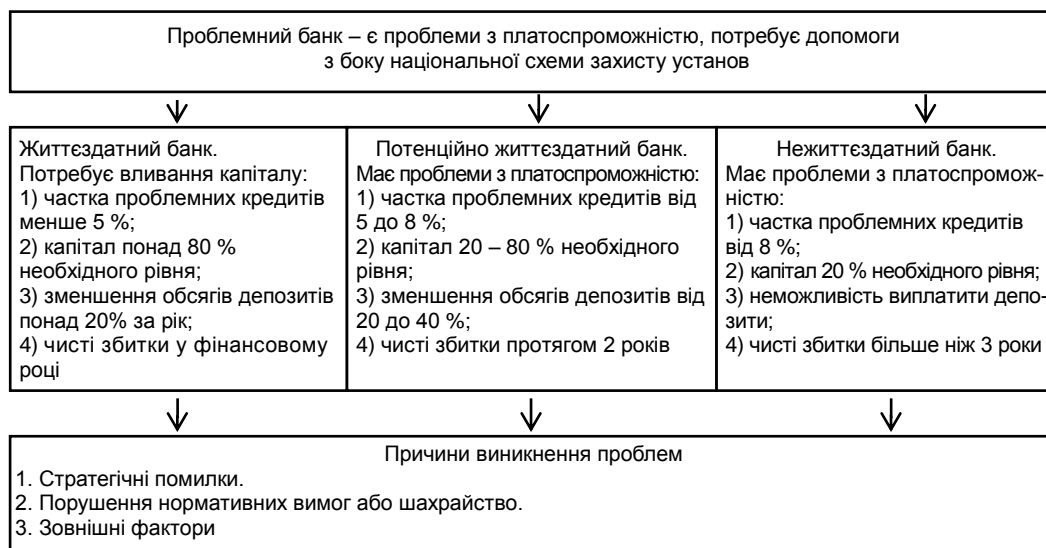 Проблемний банк – є проблеми з платоспроможністю, потребує допомоги
з боку національної схеми захисту установ
Життєздатний банк.
Потребує вливання капіталу:
1) частка проблемних кредитів
менше 5 %;
2) капітал понад 80 %
необхідного рівня;
3) зменшення обсягів депозитів
понад 20% за рік;
4) чисті збитки у фінансовому
році
Потенційно життєздатний банк.
Має проблеми з платоспроможністю:
1) частка проблемних кредитів від
5 до 8 %;
2) капітал 20 – 80 % необхідного
рівня;
3) зменшення обсягів депозитів від
20 до 40 %;
4) чисті збитки протягом 2 років
Нежиттєздатний банк.
Має проблеми з платоспромож-
ністю:
1) частка проблемних кредитів
від 8 %;
2) капітал 20 % необхідного рівня;
3) неможливість виплатити депо-
зити;
4) чисті збитки більше ніж 3 роки
Причини виникнення проблем
1. Стратегічні помилки.
2. Порушення нормативних вимог або шахрайство.
3. Зовнішні фактори